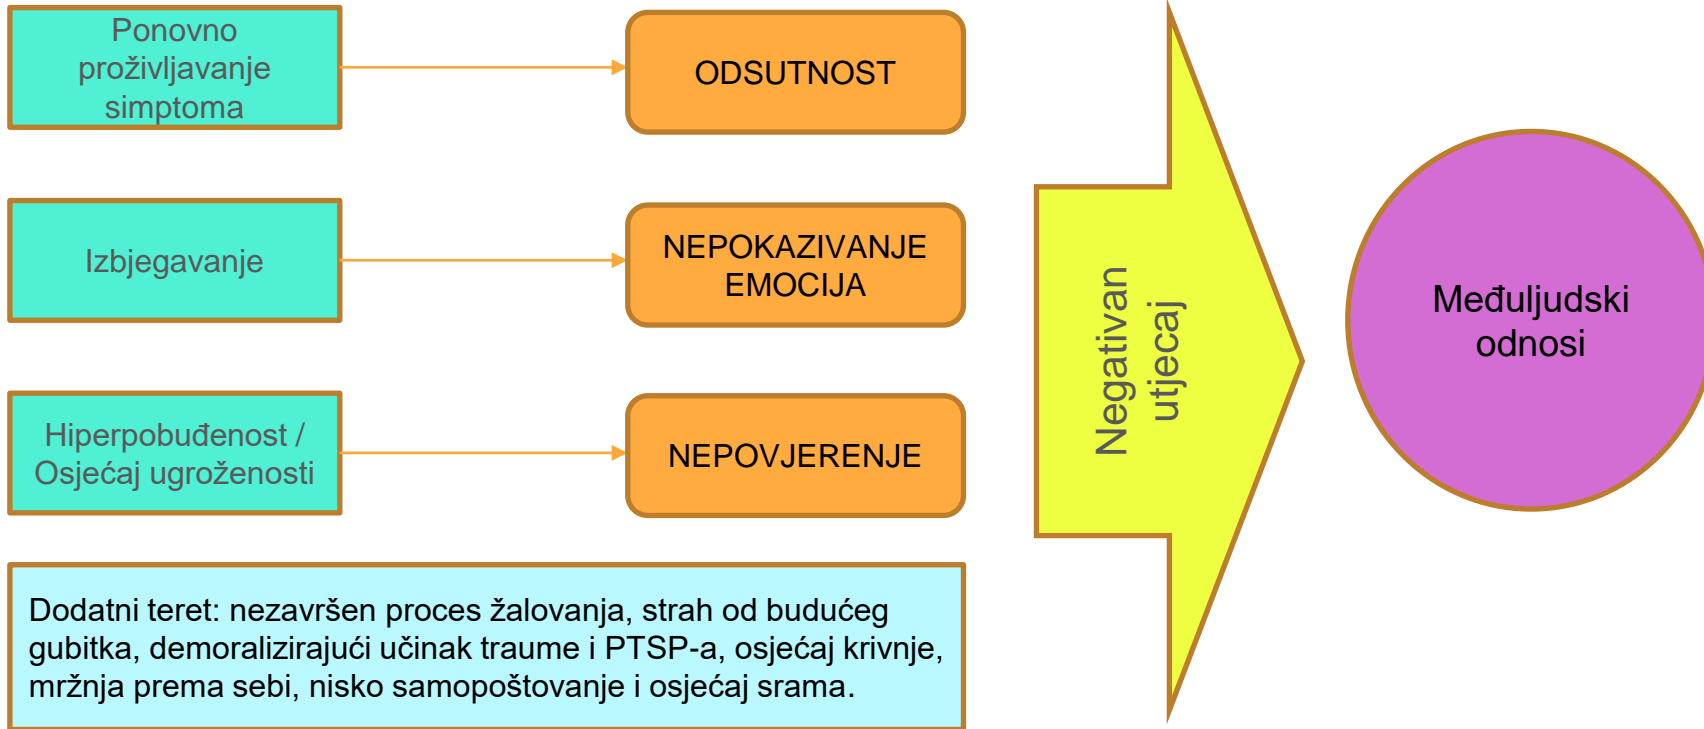 Ponovno
proživljavanje
simptoma
ODSUTNOST
Izbjegavanje
NEPOKAZIVANJE
EMOCIJA
Hiperpobuđenost /
Osjećaj ugroženosti
NEPOVJERENJE
Dodatni teret: nezavršen proces žalovanja, strah od budućeg
gubitka, demoralizirajući učinak traume i PTSP-a, osjećaj krivnje,
mržnja prema sebi, nisko samopoštovanje i osjećaj srama.
Negativan
utjecaj
Međuljudski
odnosi